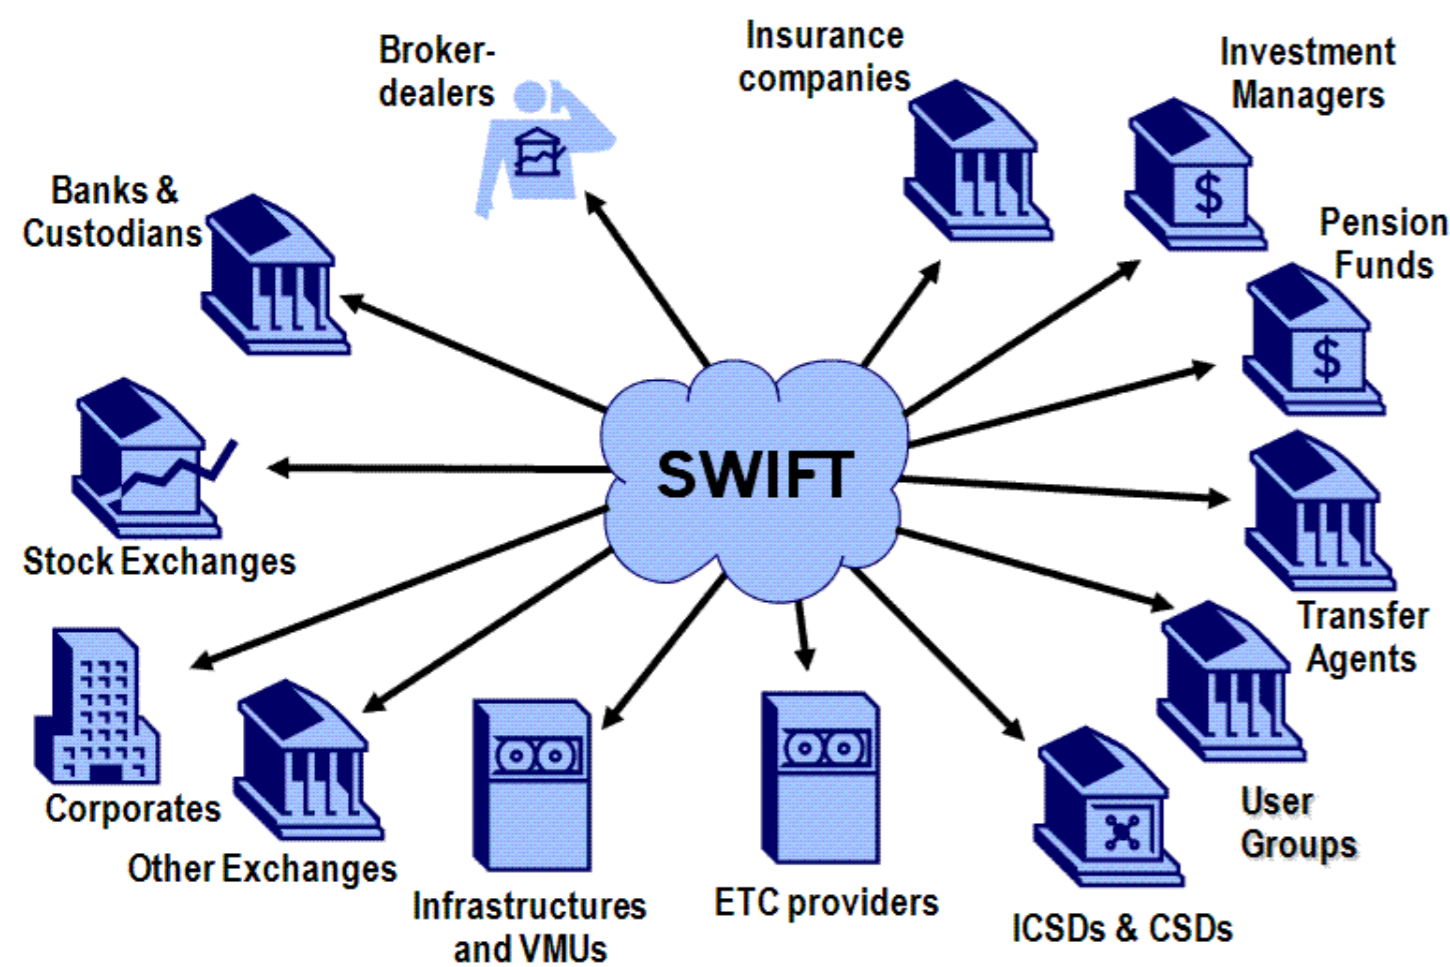 Broker-
dealers
Insurance
companies
Investment
Managers
Banks &
Custodians
$
Pension
Funds
$
SWIFT
Stock Exchanges
Transfer
Agents
Corporates
User
Groups
Other Exchanges
Infrastructures
and VMUs
ETC providers
ICSDs & CSDs